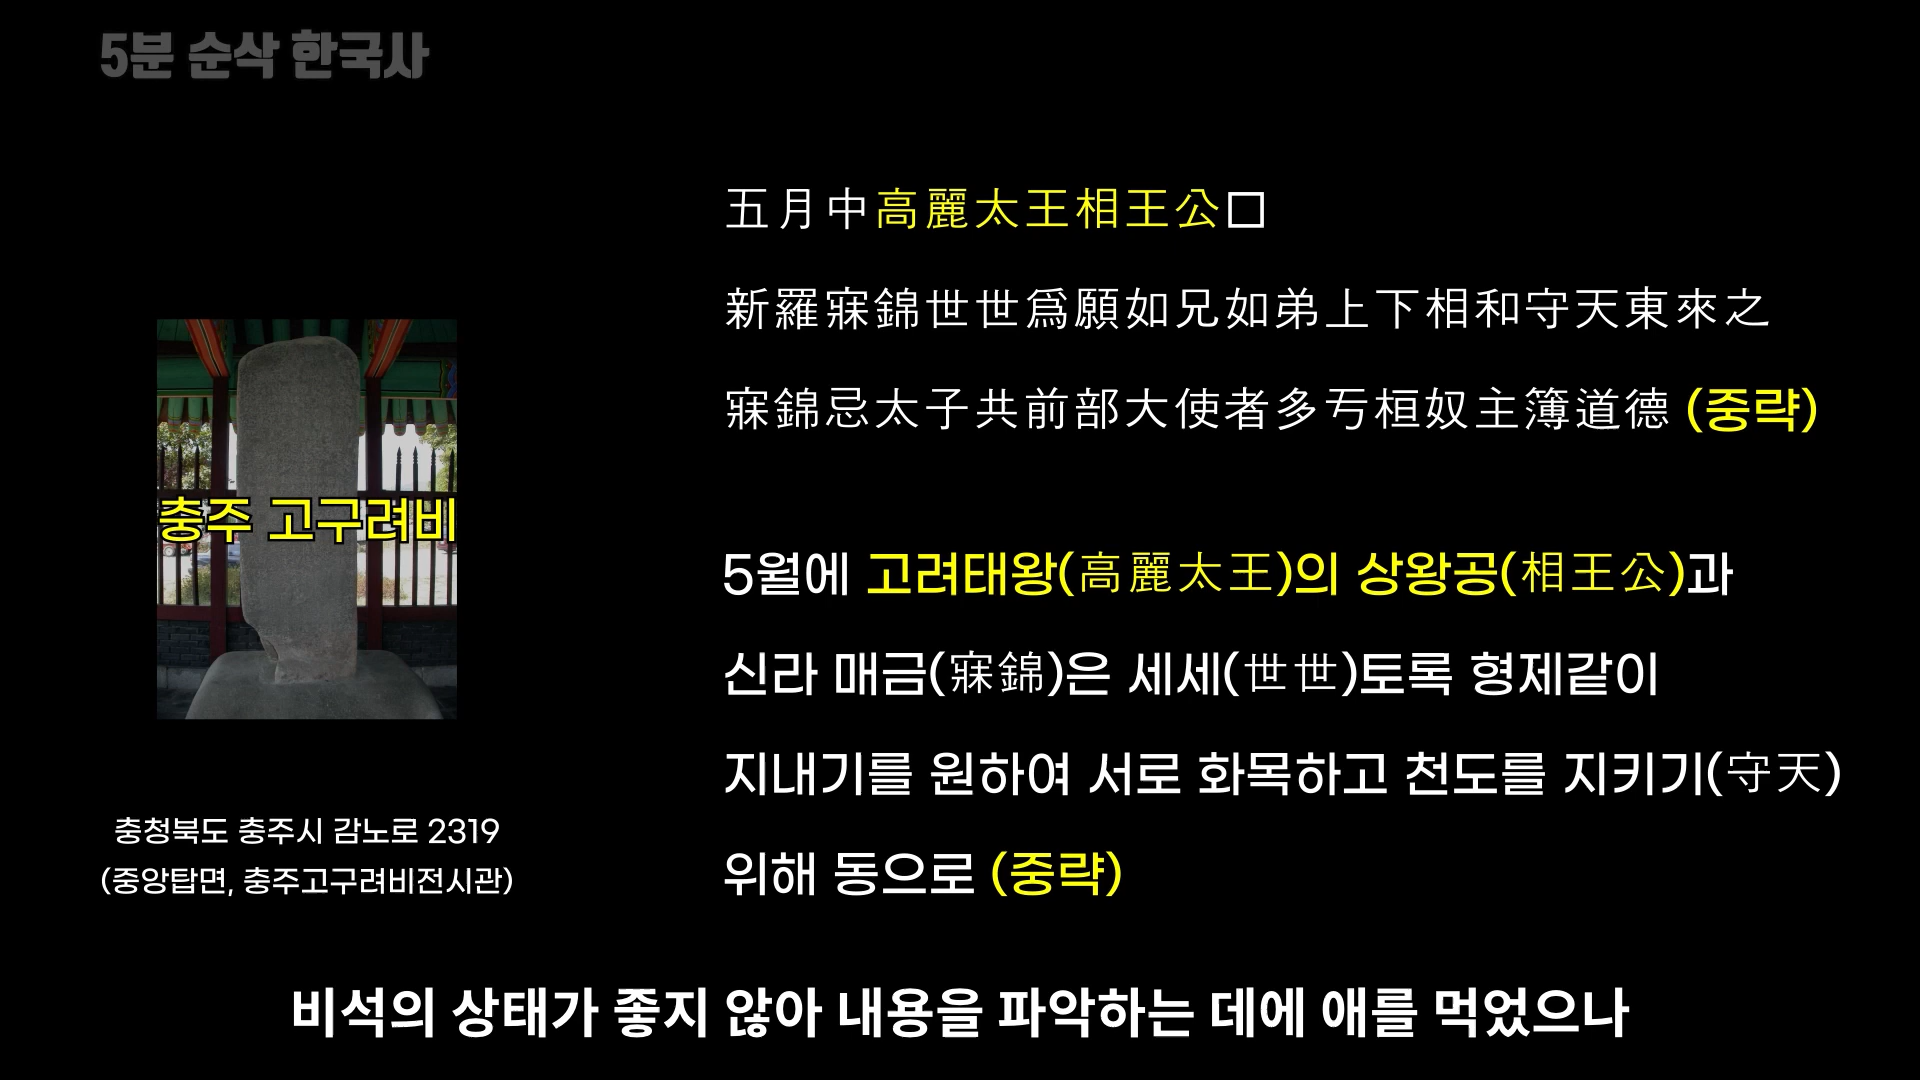 5분 순삭 한국사
五月中高麗太王相王公□
新羅寐錦世世爲願如兄如弟上下相和守天東來之
寐錦忌太子共前部大使者多亏桓奴主簿道德 (중략)
충주 고구려비
5월에 고려태왕(高麗太王)의 상왕공(相王公)과
신라 매금(寐錦)은 세세(世世)토록 형제같이
지내기를 원하여 서로 화목하고 천도를 지키기(守天)
위해 동으로 (중략)
충청북도 충주시 감노로 2319
(중앙탑면, 충주고구려비전시관)
비석의 상태가 좋지 않아 내용을 파악하는 데에 애를 먹었으나